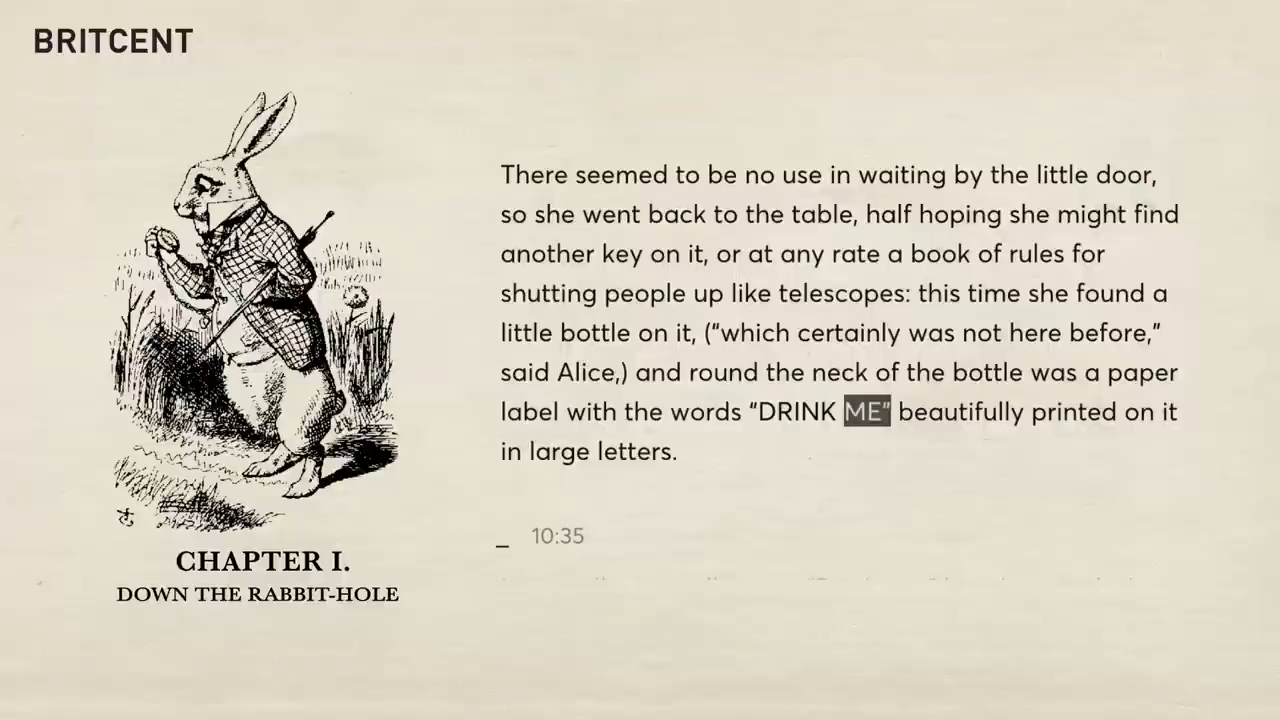 BRITCENT
There seemed to be no use in waiting by the little door,
so she went back to the table, half hoping she might find
another key on it, or at any rate a book of rules for
shutting people up like telescopes: this time she found a
little bottle on it, (“which certainly was not here before,”
said Alice,) and round the neck of the bottle was a paper
label with the words “DRINK ME” beautifully printed on it
in large letters.
10:35
CHAPTER I.
DOWN THE RABBIT-HOLE